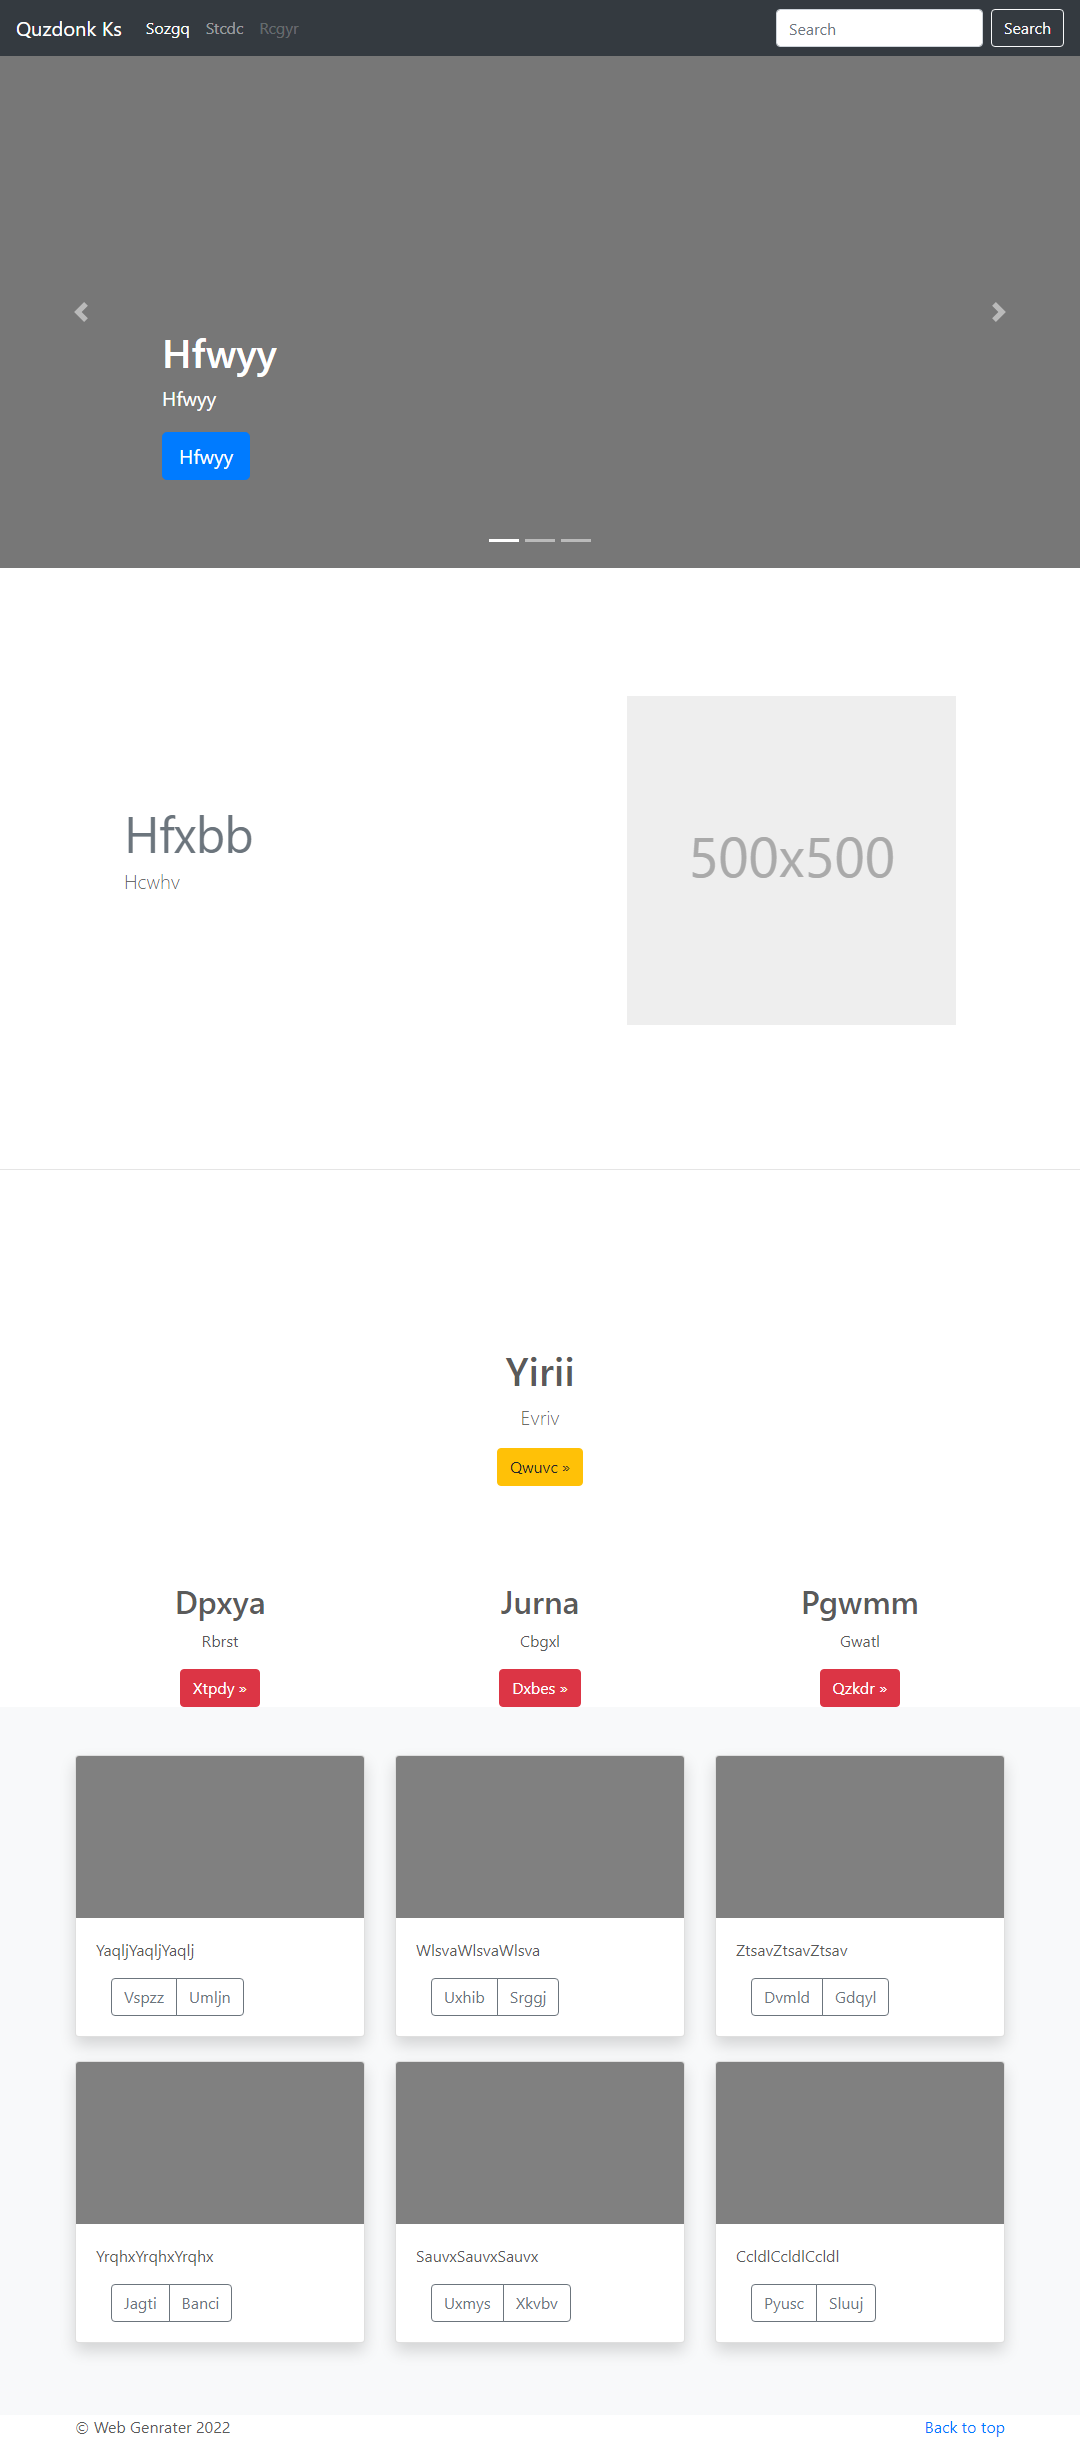 Quzdonk Ks Sozgq Stcdc Rcgyr Search Search
Hfwyy
Hfwyy
Hfwyy
Hfxbb
Hcwhv
500x500
Yirii
Evriv
Qwuvc »
Dpxya Jurna Pgwmm
Rbrst Cbgxl Gwatl
Xtpdy » Dxbes » Qzkdr »
YaqljYaqljYaqlj WlsvaWlsvaWlsva ZtsavZtsavZtsav
Vspzz Umljn Uxhib Srggj Dvmld Gdqyl
YrqhxYrqhxYrqhx SauvxSauvxSauvx CcldlCcldlCcldl
Jagti Banci Uxmys Xkvbv Pyusc Sluuj
© Web Genrater 2022 Back to top